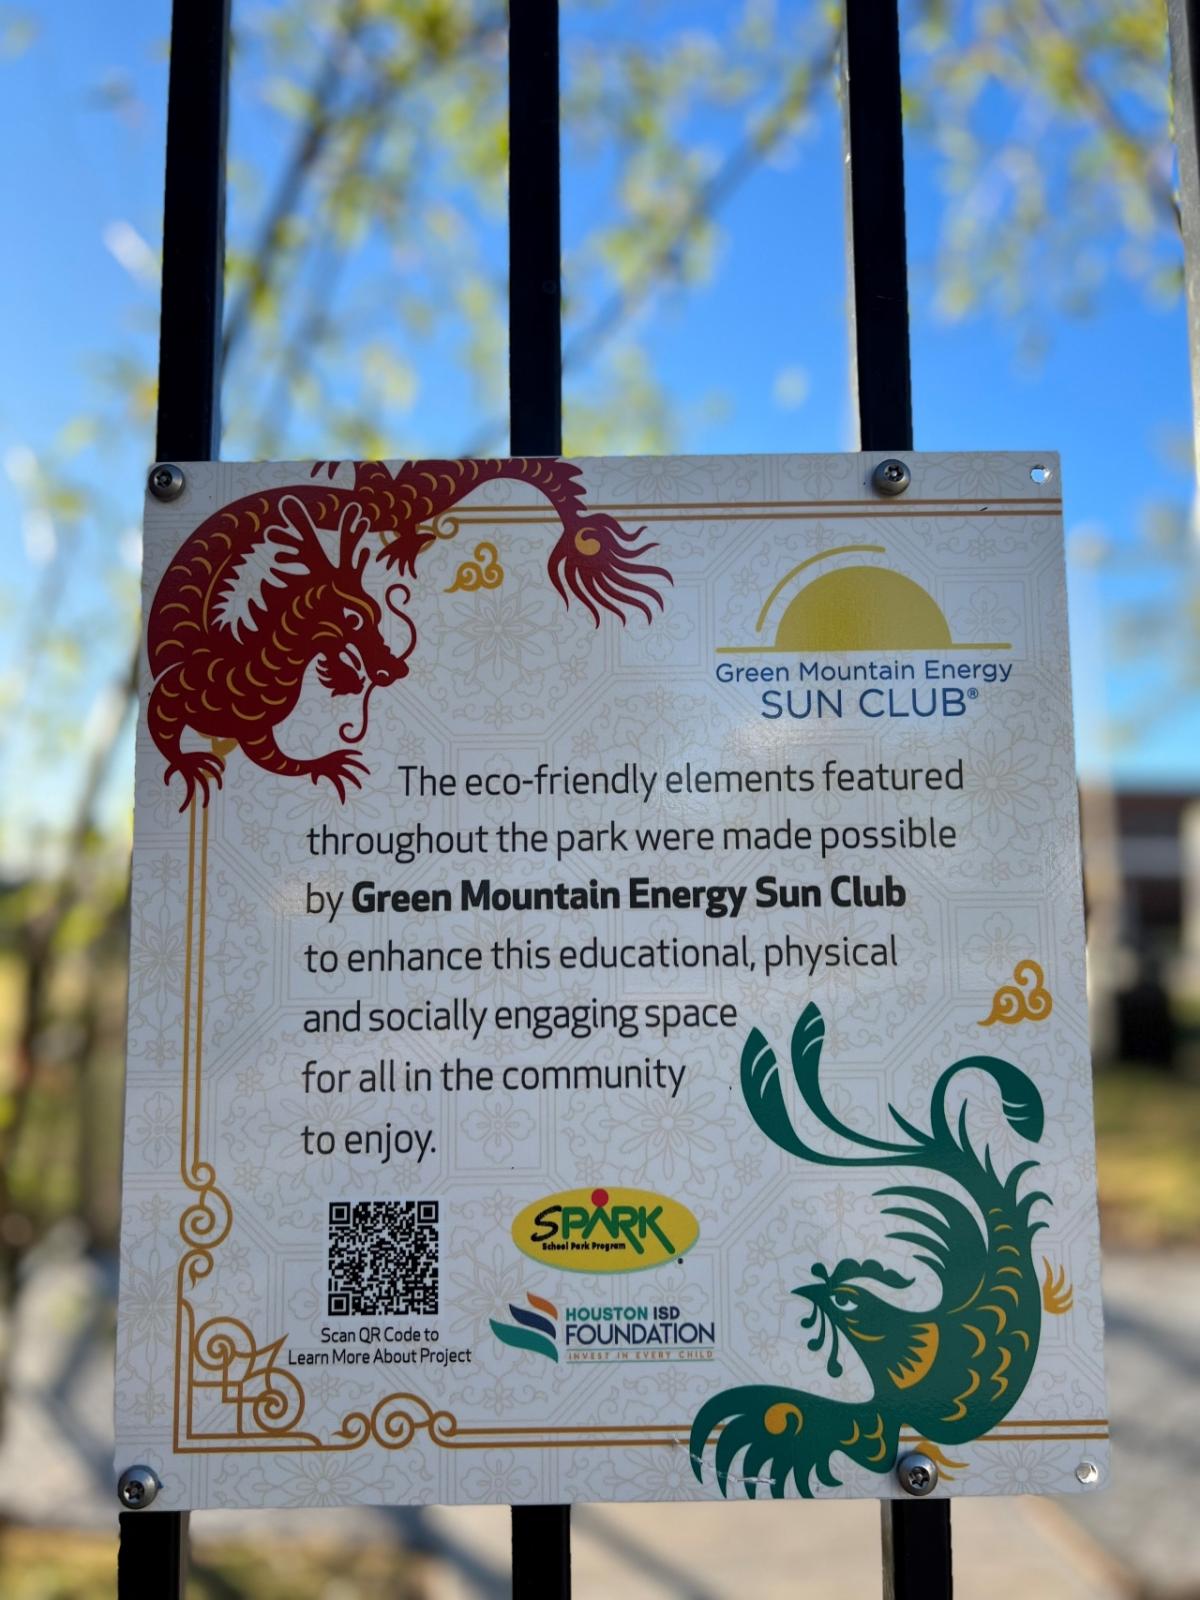 Green Mountain Energy
SUN CLUB®
The eco-friendly elements featured
throughout the park were made possible
by Green Mountain Energy Sun Club
to enhance this educational, physical
and socially engaging space
for all in the community
to enjoy.
SPARK
School Park Program
Scan QR Code to
Learn More About Project
HOUSTON ISD
FOUNDATION
INVEST IN EVERY CHILD